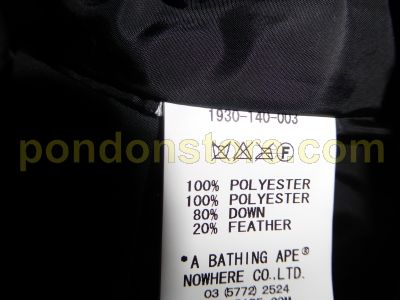 1930-140-003
pondonstore.com
100% POLYESTER
100% POLYESTER
80% DOWN
20% FEATHER
*A BATHING APE®
NOWHERE CO.,LTD.
03 (5772) 2524